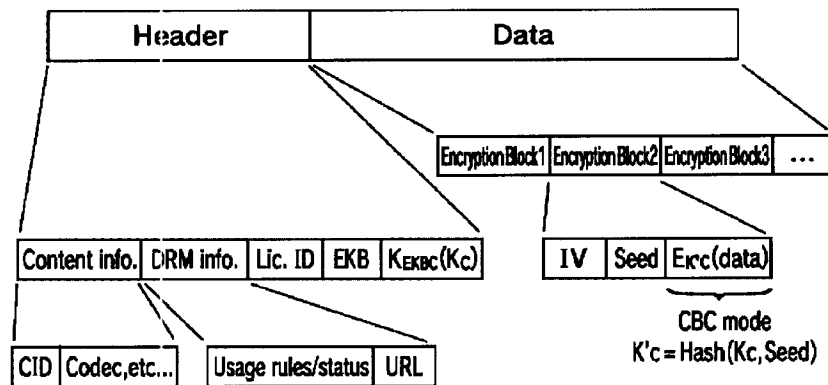 Header Data
Encryption Block1 Encryption Block2 Encryption Block3 ...
Content info. DRM info. Lic. ID EKB KEKBC(KC) IV Seed EK'C(data)
CBC mode
K'c = Hash(Kc, Seed)
CID Codec,etc... Usage rules/status URL